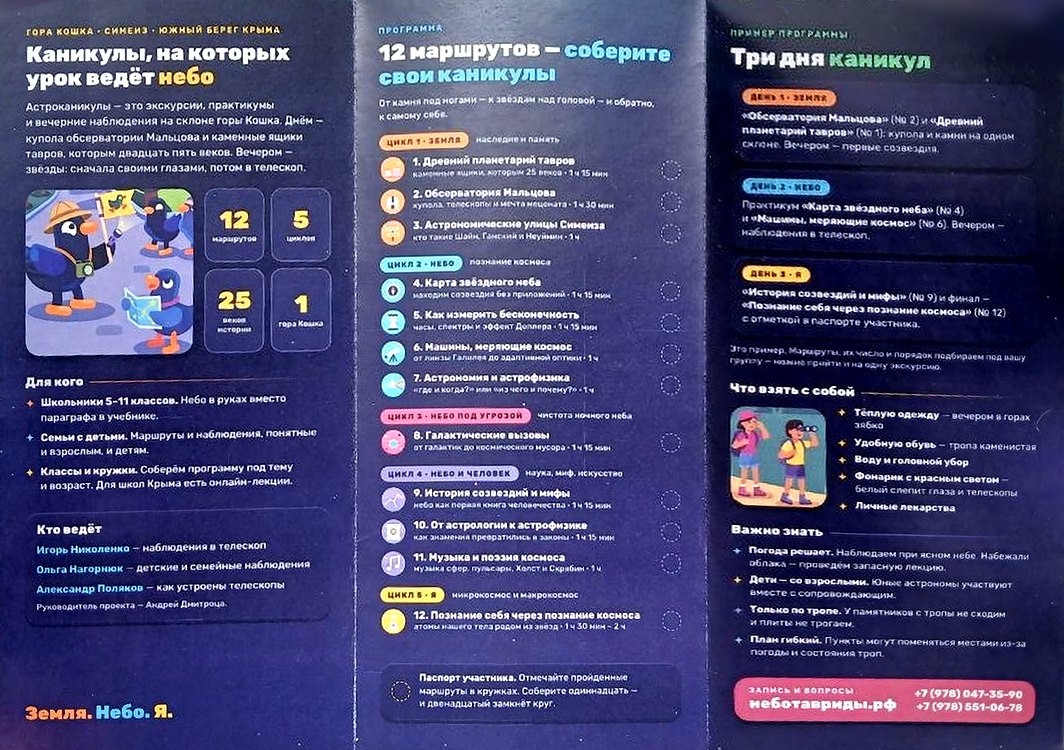 ГОРА КОШКА · СИМЕИЗ · ЮЖНЫЙ БЕРЕГ КРЫМА
Каникулы, на которых
урок ведёт небо
Астроканикулы — это экскурсии, практикумы
и вечерние наблюдения на склоне горы Кошка. Днём —
купола обсерватории Мальцова и каменные ящики
тавров, которым двадцать пять веков. Вечером —
звёзды: сначала своими глазами, потом в телескоп.
12
маршрутов
5
циклов
25
веков
истории
1
гора Кошка
Для кого
Школьники 5–11 классов. Небо в руках вместо
параграфа в учебнике.
Семьи с детьми. Маршруты и наблюдения, понятные
и взрослым, и детям.
Классы и кружки. Соберём программу под тему
и возраст. Для школ Крыма есть онлайн-лекции.
Кто ведёт
Игорь Николенко — наблюдения в телескоп
Ольга Нагорнюк — детские и семейные наблюдения
Александр Поляков — как устроены телескопы
Руководитель проекта — Андрей Дмитроца.
Земля. Небо. Я.
ПРОГРАММА
12 маршрутов — соберите
свои каникулы
От камня под ногами — к звёздам над головой — и обратно,
к самому себе.
ЦИКЛ 1 · ЗЕМЛЯ наследие и память
1. Древний планетарий тавров
каменные ящики, которым 25 веков · 1 ч 15 мин
2. Обсерватория Мальцова
купола, телескопы и мечта мецената · 1 ч 30 мин
3. Астрономические улицы Симеиза
кто такие Шайн, Ганский и Неуймин · 1 ч
ЦИКЛ 2 · НЕБО познание космоса
4. Карта звёздного неба
находим созвездия без приложений · 1 ч 15 мин
5. Как измерить бесконечность
часы, спектры и эффект Доплера · 1 ч 15 мин
6. Машины, меряющие космос
от линзы Галилея до адаптивной оптики · 1 ч
7. Астрономия и астрофизика
«где и когда?» или «из чего и почему?» · 1 ч
ЦИКЛ 3 · НЕБО ПОД УГРОЗОЙ чистота ночного неба
8. Галактические вызовы
от галактик до космического мусора · 1 ч 15 мин
ЦИКЛ 4 · НЕБО И ЧЕЛОВЕК наука, миф, искусство
9. История созвездий и мифы
небо как первая книга человечества · 1 ч 15 мин
10. От астрологии к астрофизике
как знамения превратились в законы · 1 ч 15 мин
11. Музыка и поэзия космоса
музыка сфер, пульсары, Холст и Скрябин · 1 ч
ЦИКЛ 5 · Я микрокосмос и макрокосмос
12. Познание себя через познание космоса
атомы нашего тела родом из звёзд · 1 ч 30 мин – 2 ч
Паспорт участника. Отмечайте пройденные
маршруты в кружках. Соберите одиннадцать —
и двенадцатый замкнёт круг.
ПРИМЕР ПРОГРАММЫ
Три дня каникул
ДЕНЬ 1 · ЗЕМЛЯ
«Обсерватория Мальцова» (№ 2) и «Древний
планетарий тавров» (№ 1): купола и камни на одном
склоне. Вечером — первые созвездия.
ДЕНЬ 2 · НЕБО
Практикум «Карта звёздного неба» (№ 4)
и «Машины, меряющие космос» (№ 6). Вечером —
наблюдения в телескоп.
ДЕНЬ 3 · Я
«История созвездий и мифы» (№ 9) и финал —
«Познание себя через познание космоса» (№ 12)
с отметкой в паспорте участника.
Это пример. Маршруты, их число и порядок подбираем под вашу
группу — можно прийти и на одну экскурсию.
Что взять с собой
Тёплую одежду — вечером в горах
зябко
Удобную обувь — тропа каменистая
Воду и головной убор
Фонарик с красным светом —
белый слепит глаза и телескопы
Личные лекарства
Важно знать
Погода решает. Наблюдаем при ясном небе. Набежали
облака — проведём запасную лекцию.
Дети — со взрослыми. Юные астрономы участвуют
вместе с сопровождающим.
Только по тропе. У памятников с тропы не сходим
и плиты не трогаем.
План гибкий. Пункты могут поменяться местами из-за
погоды и состояния троп.
ЗАПИСЬ И ВОПРОСЫ
неботавриды.рф
+7 (978) 047-35-90
+7 (978) 551-06-78